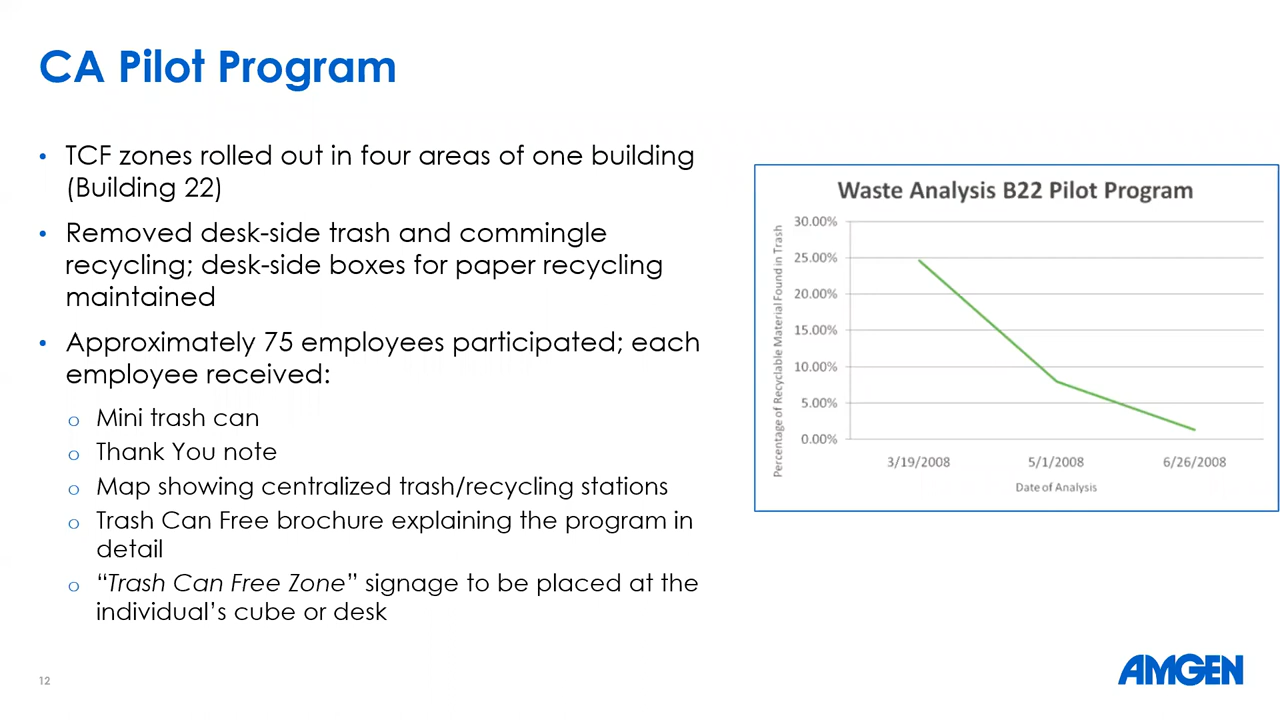 CA Pilot Program
• TCF zones rolled out in four areas of one building
(Building 22)
• Removed desk-side trash and commingle
recycling; desk-side boxes for paper recycling
maintained
• Approximately 75 employees participated; each
employee received:
o Mini trash can
o Thank You note
o Map showing centralized trash/recycling stations
o Trash Can Free brochure explaining the program in
detail
o “Trash Can Free Zone” signage to be placed at the
individual’s cube or desk
Waste Analysis B22 Pilot Program
Percentage of Recyclable Material Found in Trash
30.00%
25.00%
20.00%
15.00%
10.00%
5.00%
0.00%
3/19/2008 5/1/2008 6/26/2008
Date of Analysis
12
AMGEN